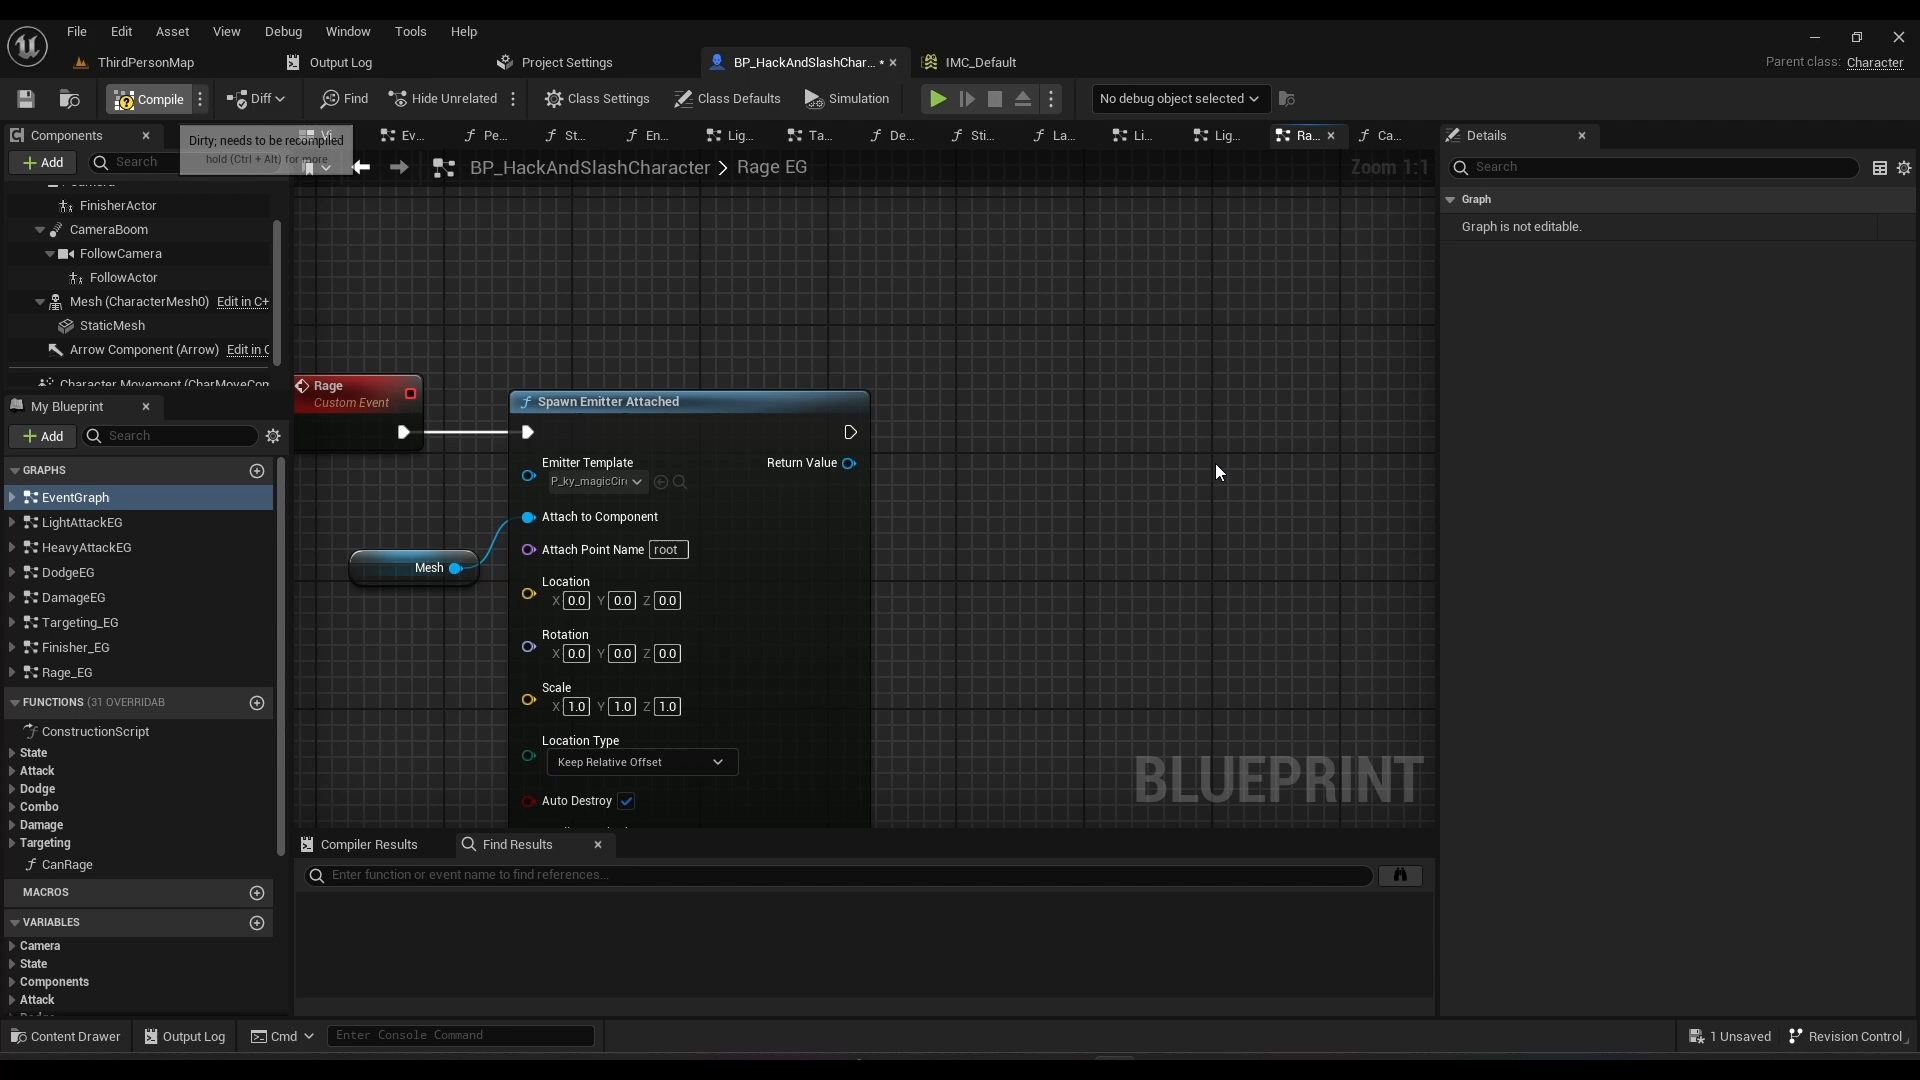 File Edit Asset View Window Debug Tools Help
ThirdPersonMap Output Log Project Settings BP_HackAndSlashChar... • IMC_Default
Parent class: Character
Compile Diff Find Hide Unrelated Class Settings Class Defaults Simulation No debug object selected
Components Vi... Ev... Pe... St... En... Lig... Ta... De... Sti... La... Li... Lig... Ra... Ca... Details
Dirty; needs to be recompiled
hold (Ctrl + Alt) for more
Add Search
BP_HackAndSlashCharacter > Rage EG
Zoom 1:1
Search
Graph
Graph is not editable.
FinisherActor
CameraBoom
FollowCamera
FollowActor
Mesh (CharacterMesh0) Edit in C+
StaticMesh
Arrow Component (Arrow) Edit in C
Character Movement (CharMoveCom
My Blueprint
Add Search
GRAPHS
EventGraph
LightAttackEG
HeavyAttackEG
DodgeEG
DamageEG
Targeting_EG
Finisher_EG
Rage_EG
FUNCTIONS (31 OVERRIDAB
ConstructionScript
State
Attack
Dodge
Combo
Damage
Targeting
CanRage
MACROS
VARIABLES
Camera
State
Components
Attack
Rage
Custom Event
Mesh
Spawn Emitter Attached
Emitter Template
P_ky_magicCir
Return Value
Attach to Component
Attach Point Name root
Location
X 0.0 Y 0.0 Z 0.0
Rotation
X 0.0 Y 0.0 Z 0.0
Scale
X 1.0 Y 1.0 Z 1.0
Location Type
Keep Relative Offset
Auto Destroy
BLUEPRINT
Compiler Results Find Results
Enter function or event name to find references...
Content Drawer Output Log Cmd Enter Console Command 1 Unsaved Revision Control